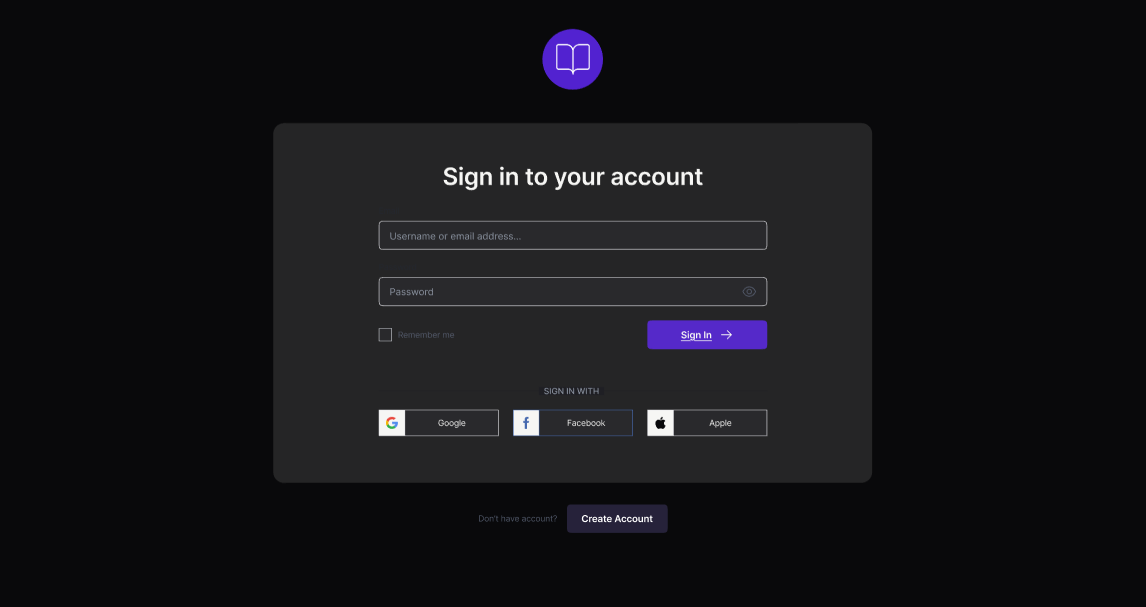 Sign in to your account
Username or email address...
Password
Remember me
Sign In
SIGN IN WITH
Google
Facebook
Apple
Don't have account?
Create Account